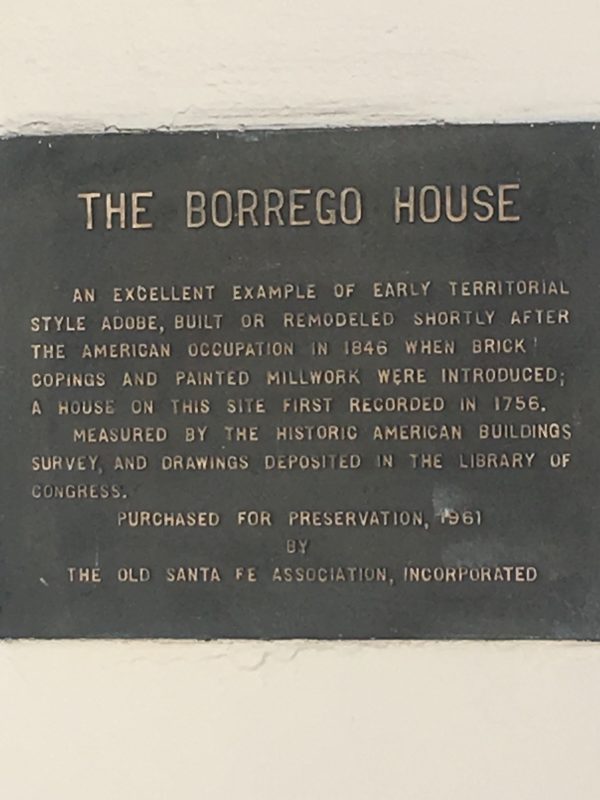 THE BORREGO HOUSE
AN EXCELLENT EXAMPLE OF EARLY TERRITORIAL
STYLE ADOBE, BUILT OR REMODELED SHORTLY AFTER
THE AMERICAN OCCUPATION IN 1846 WHEN BRICK
COPINGS AND PAINTED MILLWORK WERE INTRODUCED;
A HOUSE ON THIS SITE FIRST RECORDED IN 1756.
MEASURED BY THE HISTORIC AMERICAN BUILDINGS
SURVEY, AND DRAWINGS DEPOSITED IN THE LIBRARY OF
CONGRESS.
PURCHASED FOR PRESERVATION, 1961
BY
THE OLD SANTA FE ASSOCIATION, INCORPORATED